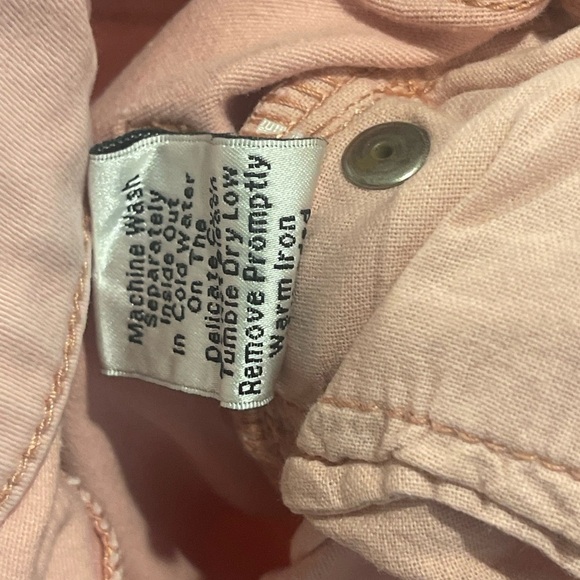 Machine Wash
Separately
Inside Out
In Cold Water
On The
Delicate
Tumble Dry Low
Remove Promptly
Warm Iron